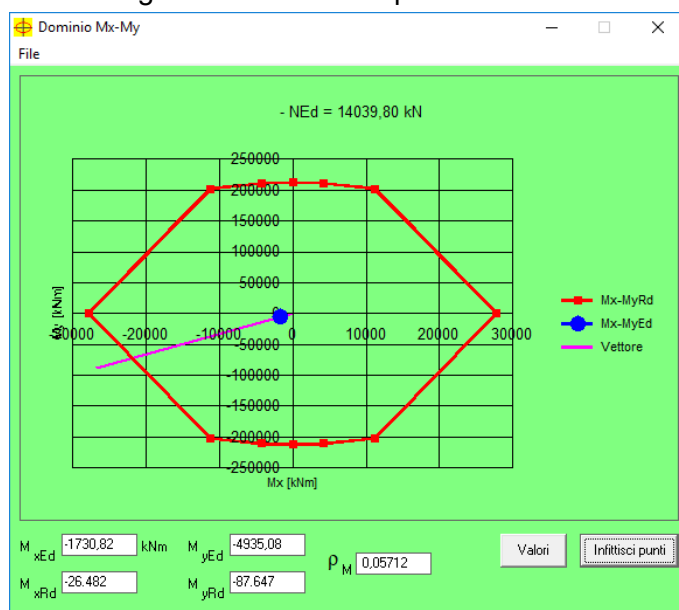 Dominio Mx-My
File
- NEd = 14039,80 kN
250000
200000
150000
100000
50000
0
-20000 -10000 0 10000 20000 30000
-50000
-100000
-150000
-200000
-250000
Mx [kNm]
Mx-MyRd
Mx-MyEd
Vettore
M xEd -1730,82 kNm M yEd -4935,08
ρ M 0,05712
Valori Infittisci punti
M xRd -26.482 M yRd -87.647